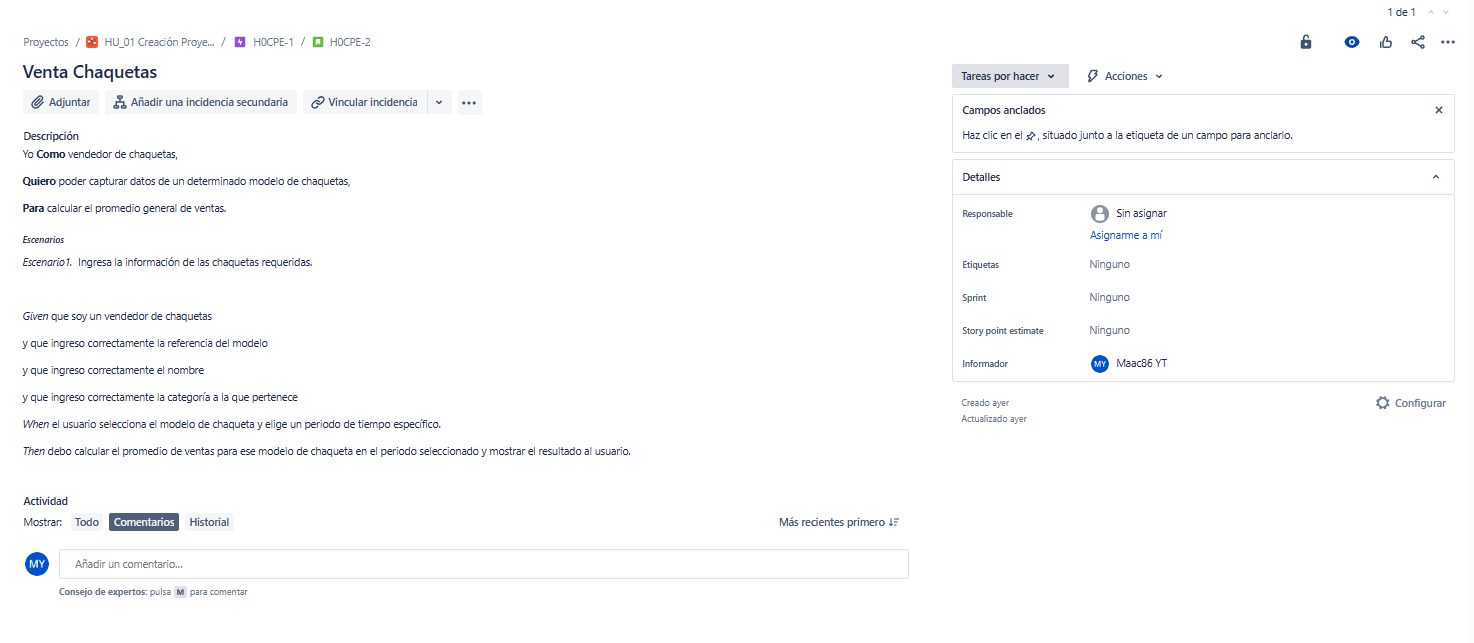 1 de 1
Proyectos / HU_01 Creación Proye... / H0CPE-1 / H0CPE-2
Venta Chaquetas
Adjuntar Añadir una incidencia secundaria Vincular incidencia
Descripción
Yo Como vendedor de chaquetas,
Quiero poder capturar datos de un determinado modelo de chaquetas,
Para calcular el promedio general de ventas.
Escenarios
Escenario1. Ingresa la información de las chaquetas requeridas.
Given que soy un vendedor de chaquetas
y que ingreso correctamente la referencia del modelo
y que ingreso correctamente el nombre
y que ingreso correctamente la categoría a la que pertenece
When el usuario selecciona el modelo de chaqueta y elige un periodo de tiempo específico.
Then debo calcular el promedio de ventas para ese modelo de chaqueta en el periodo seleccionado y mostrar el resultado al usuario.
Actividad
Mostrar: Todo Comentarios Historial Más recientes primero
MY Añadir un comentario...
Consejo de expertos: pulsa M para comentar
Tareas por hacer Acciones
Campos anclados
Haz clic en el , situado junto a la etiqueta de un campo para anclarlo.
Detalles
Responsable Sin asignar
Asignarme a mí
Etiquetas Ninguno
Sprint Ninguno
Story point estimate Ninguno
Informador MY Maac86 YT
Creado ayer Configurar
Actualizado ayer